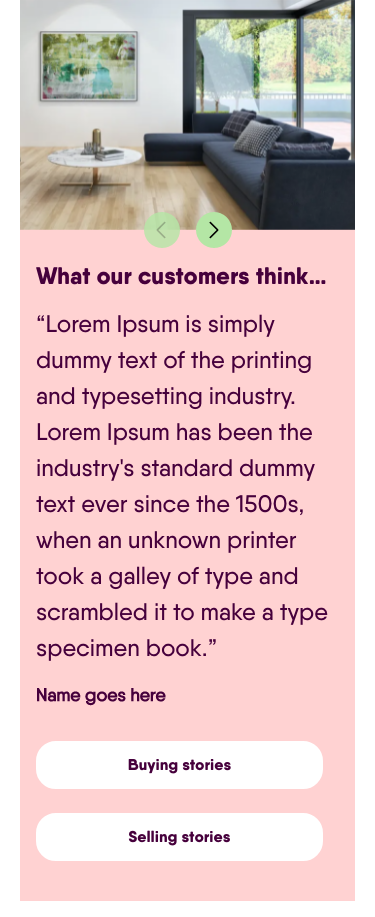 What our customers think...
“Lorem Ipsum is simply
dummy text of the printing
and typesetting industry.
Lorem Ipsum has been the
industry's standard dummy
text ever since the 1500s,
when an unknown printer
took a galley of type and
scrambled it to make a type
specimen book.”
Name goes here
Buying stories
Selling stories